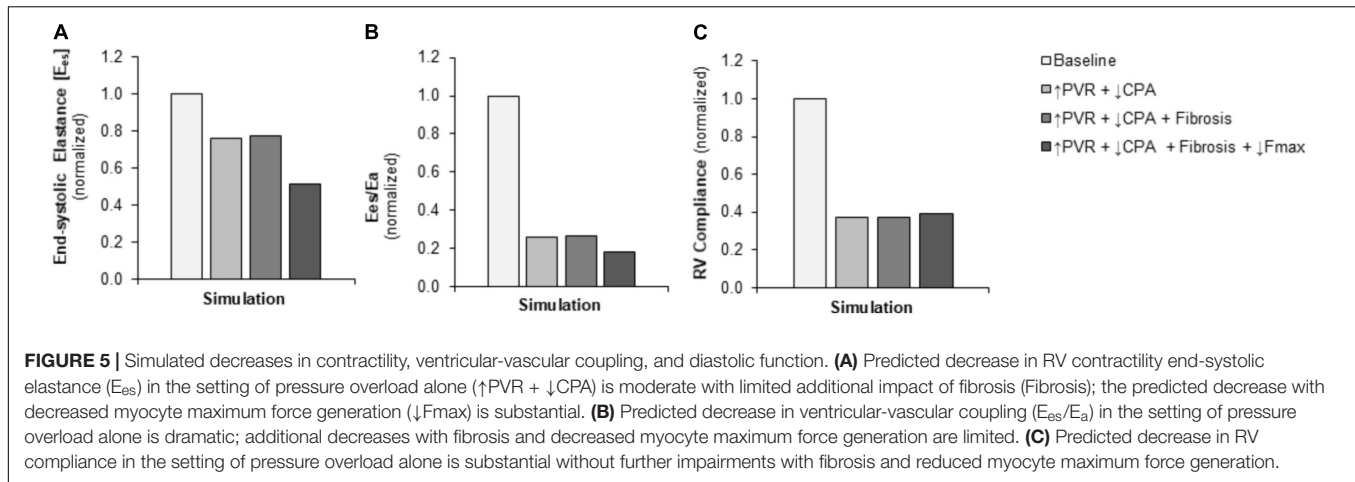 A
End-systolic Elastance [Ees]
(normalized)
1.2
1.0
0.8
0.6
0.4
0.2
0.0
Simulation
B
Ees/Ea
(normalized)
1.2
1.0
0.8
0.6
0.4
0.2
0.0
Simulation
C
RV Compliance (normalized)
1.2
1.0
0.8
0.6
0.4
0.2
0.0
Simulation
Baseline
↑PVR + ↓CPA
↑PVR + ↓CPA + Fibrosis
↑PVR + ↓CPA + Fibrosis + ↓Fmax
FIGURE 5 | Simulated decreases in contractility, ventricular-vascular coupling, and diastolic function. (A) Predicted decrease in RV contractility end-systolic
elastance (Ees) in the setting of pressure overload alone (↑PVR + ↓CPA) is moderate with limited additional impact of fibrosis (Fibrosis); the predicted decrease with
decreased myocyte maximum force generation (↓Fmax) is substantial. (B) Predicted decrease in ventricular-vascular coupling (Ees/Ea) in the setting of pressure
overload alone is dramatic; additional decreases with fibrosis and decreased myocyte maximum force generation are limited. (C) Predicted decrease in RV
compliance in the setting of pressure overload alone is substantial without further impairments with fibrosis and reduced myocyte maximum force generation.